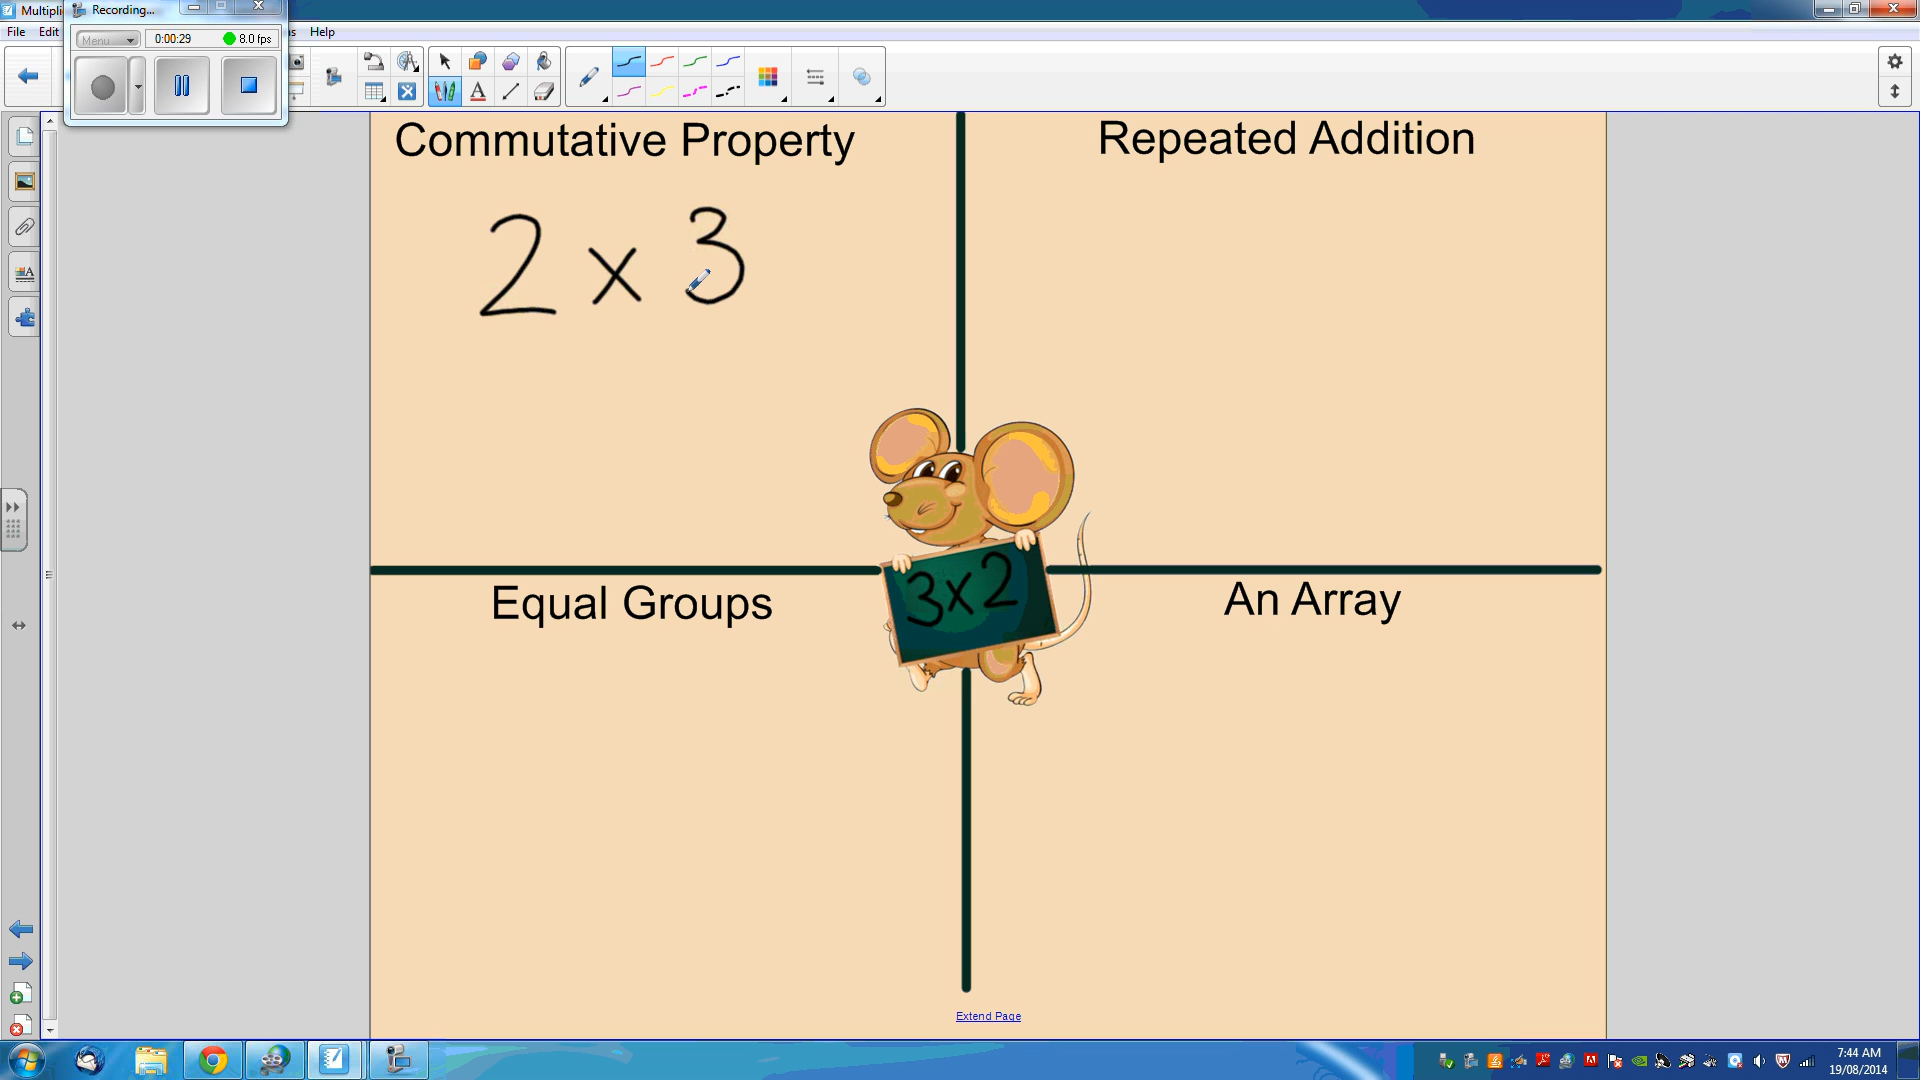 Multipli
Recording...
File Edit
ns Help
Menu
0:00:29
8.0 fps
A
A
Commutative Property
Repeated Addition
2 x 3
3x2
Equal Groups
An Array
Extend Page
7:44 AM
19/08/2014